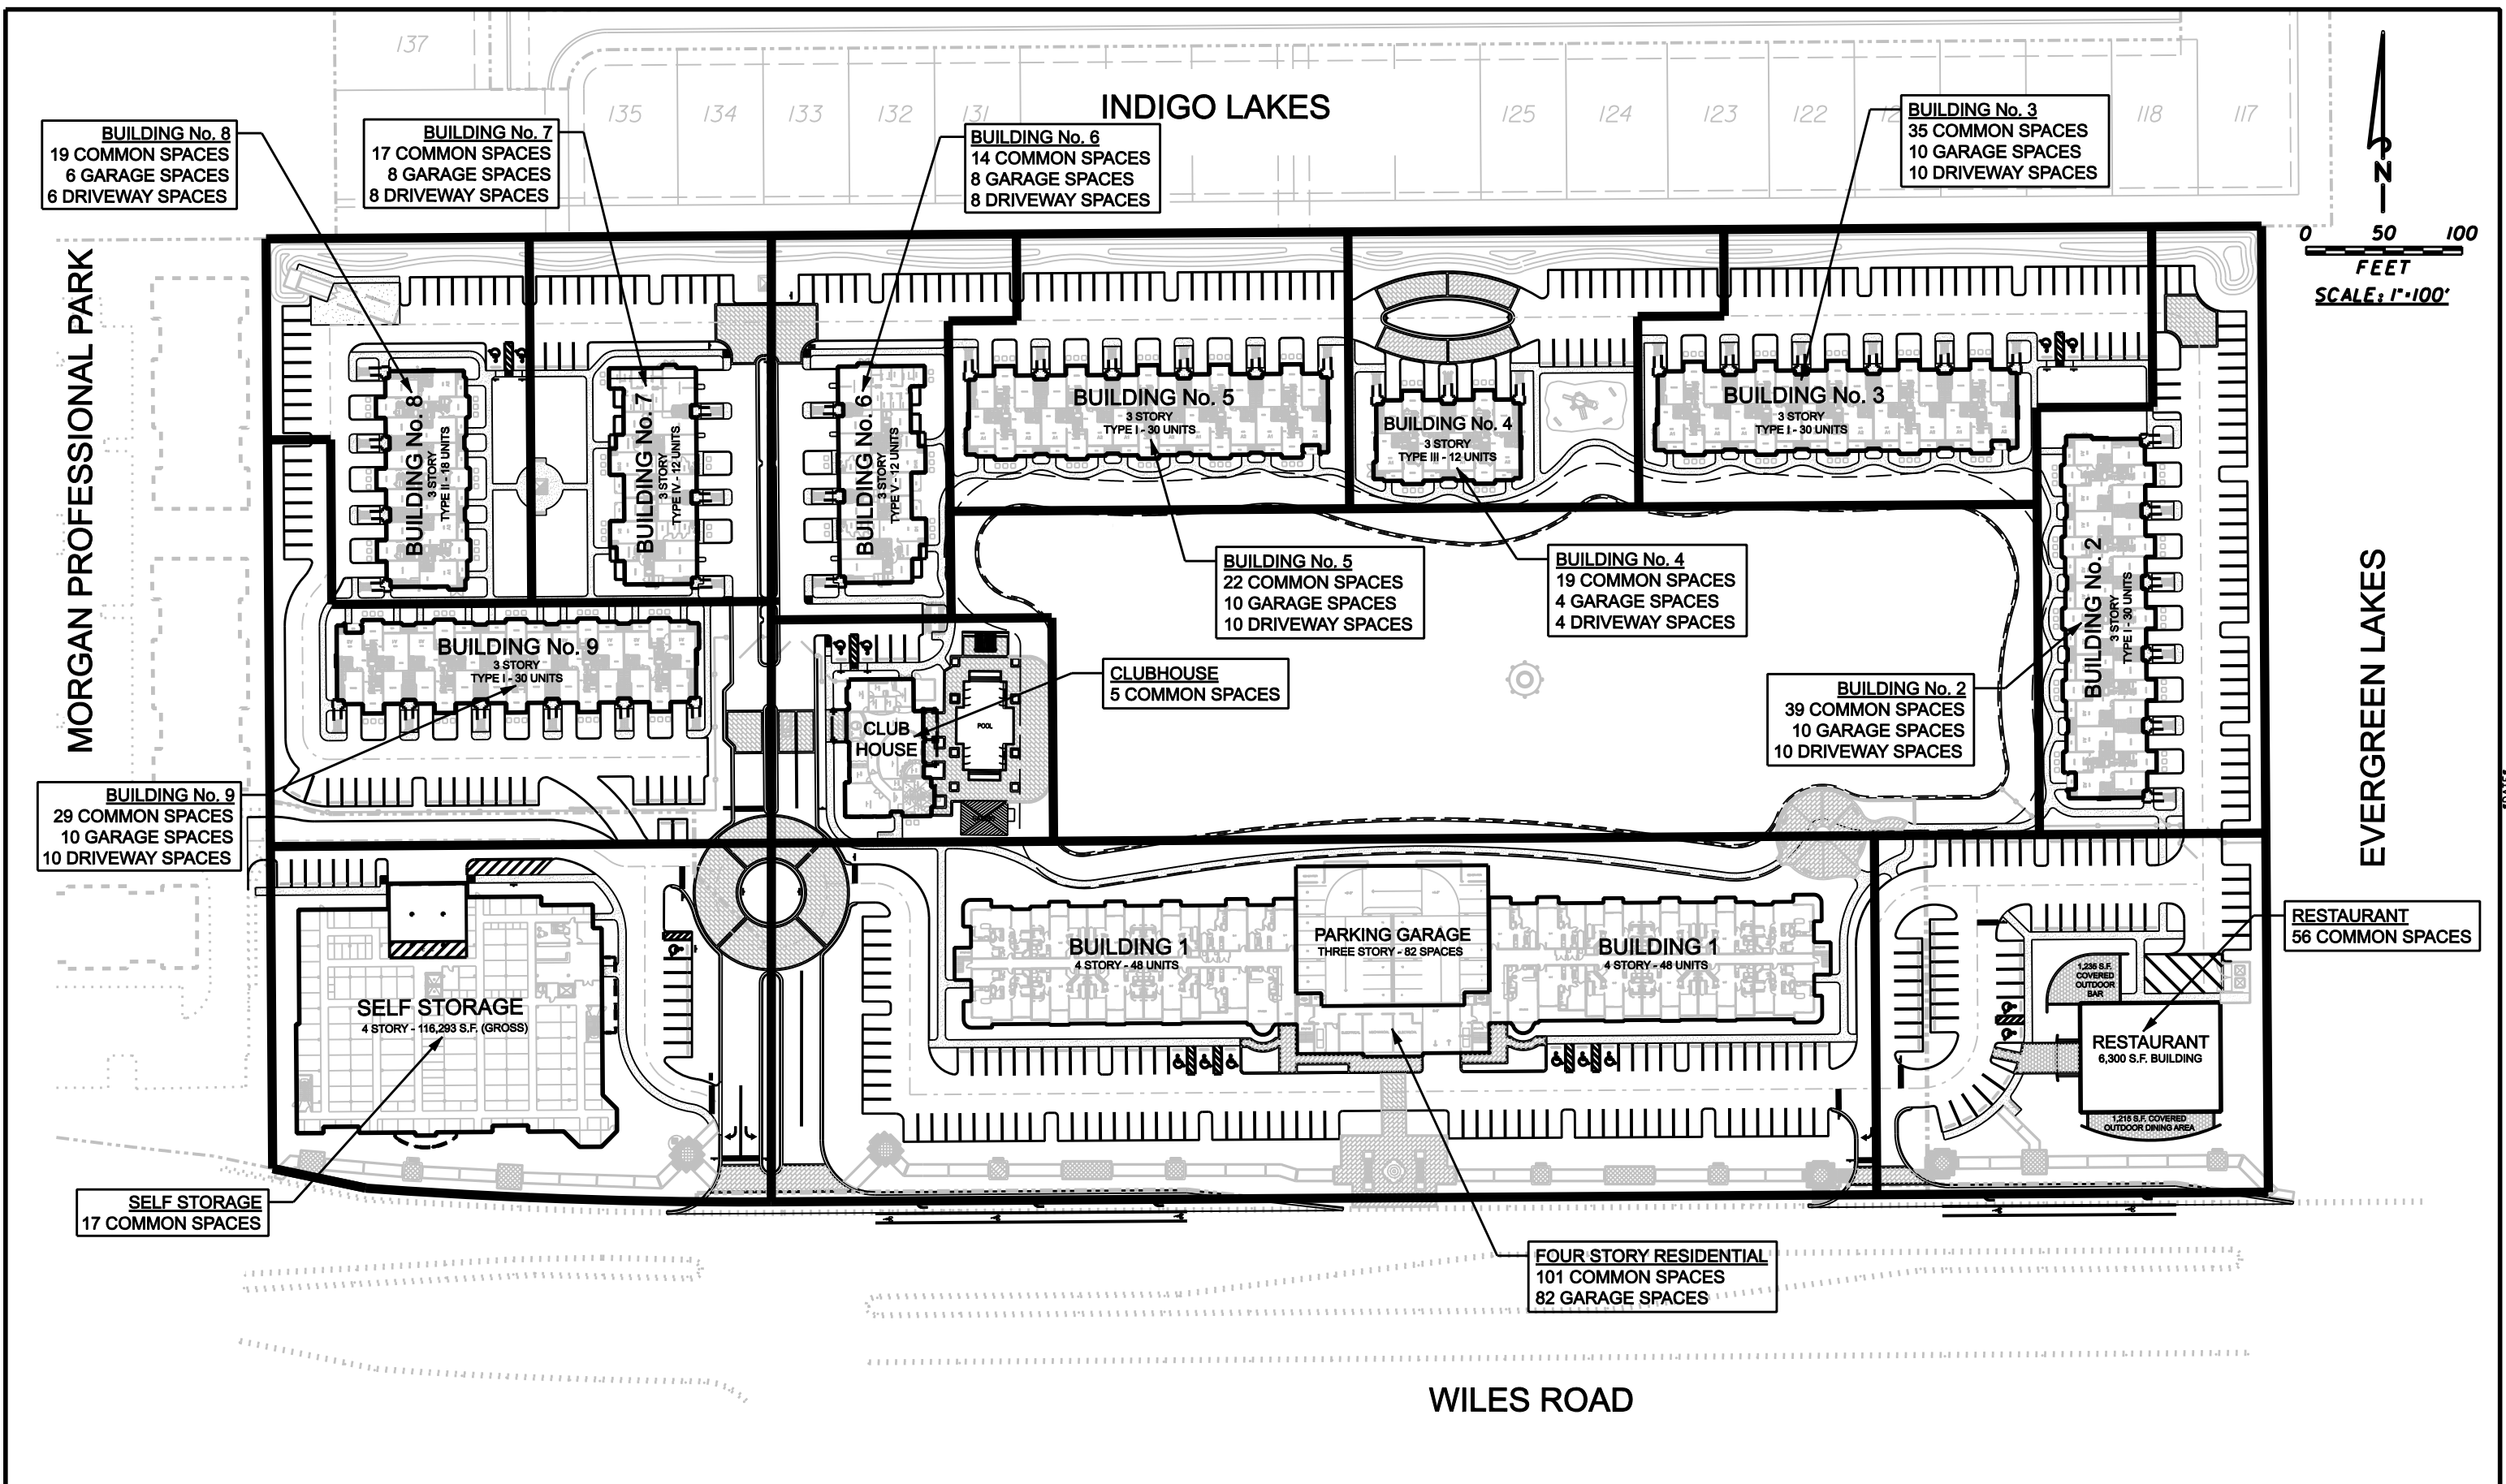 137
135
134
133
132
131
125
124
123
122
118
117
INDIGO LAKES
BUILDING No. 8
19 COMMON SPACES
6 GARAGE SPACES
6 DRIVEWAY SPACES
BUILDING No. 7
17 COMMON SPACES
8 GARAGE SPACES
8 DRIVEWAY SPACES
BUILDING No. 6
14 COMMON SPACES
8 GARAGE SPACES
8 DRIVEWAY SPACES
BUILDING No. 3
35 COMMON SPACES
10 GARAGE SPACES
10 DRIVEWAY SPACES
N
0 50 100
FEET
SCALE: 1"=100'
MORGAN PROFESSIONAL PARK
BUILDING No. 8
3 STORY
TYPE II - 18 UNITS
BUILDING No. 7
3 STORY
TYPE IV - 12 UNITS
BUILDING No. 6
3 STORY
TYPE V - 12 UNITS
BUILDING No. 5
3 STORY
TYPE I - 30 UNITS
BUILDING No. 4
3 STORY
TYPE III - 12 UNITS
BUILDING No. 3
3 STORY
TYPE I - 30 UNITS
BUILDING No. 2
3 STORY
TYPE I - 30 UNITS
EVERGREEN LAKES
BUILDING No. 5
22 COMMON SPACES
10 GARAGE SPACES
10 DRIVEWAY SPACES
BUILDING No. 4
19 COMMON SPACES
4 GARAGE SPACES
4 DRIVEWAY SPACES
BUILDING No. 9
3 STORY
TYPE I - 30 UNITS
CLUBHOUSE
5 COMMON SPACES
CLUB
HOUSE
POOL
BUILDING No. 2
39 COMMON SPACES
10 GARAGE SPACES
10 DRIVEWAY SPACES
BUILDING No. 9
29 COMMON SPACES
10 GARAGE SPACES
10 DRIVEWAY SPACES
SELF STORAGE
4 STORY - 116,293 S.F. (GROSS)
BUILDING 1
4 STORY - 48 UNITS
PARKING GARAGE
THREE STORY - 82 SPACES
BUILDING 1
4 STORY - 48 UNITS
RESTAURANT
56 COMMON SPACES
1,236 S.F.
COVERED
OUTDOOR
BAR
RESTAURANT
6,300 S.F. BUILDING
1,215 S.F. COVERED
OUTDOOR DINING AREA
SELF STORAGE
17 COMMON SPACES
FOUR STORY RESIDENTIAL
101 COMMON SPACES
82 GARAGE SPACES
WILES ROAD